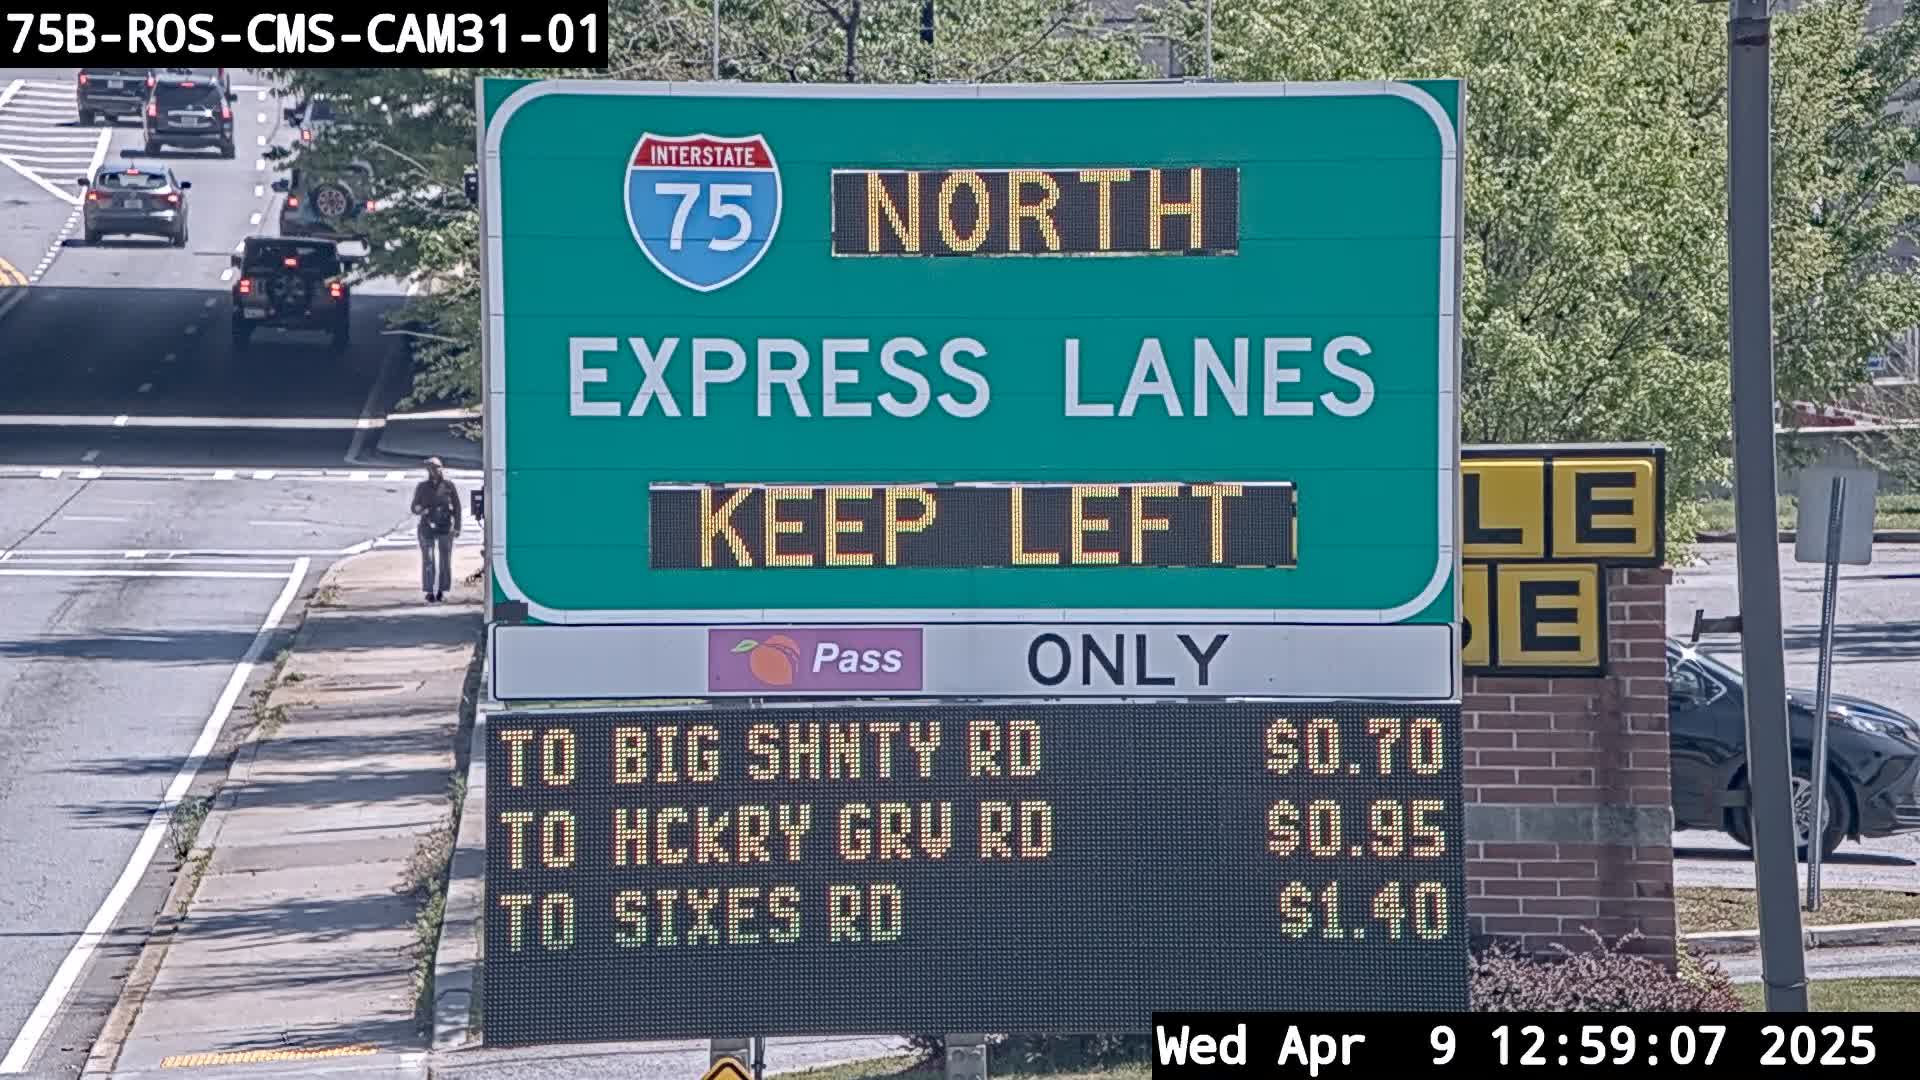 75B-ROS-CMS-CAM31-01
INTERSTATE
75
NORTH
EXPRESS LANES
KEEP LEFT
Pass ONLY
TO BIG SHNTY RD $0.70
TO HCKRY GRV RD $0.95
TO SIXES RD $1.40
LE
E
Wed Apr 9 12:59:07 2025